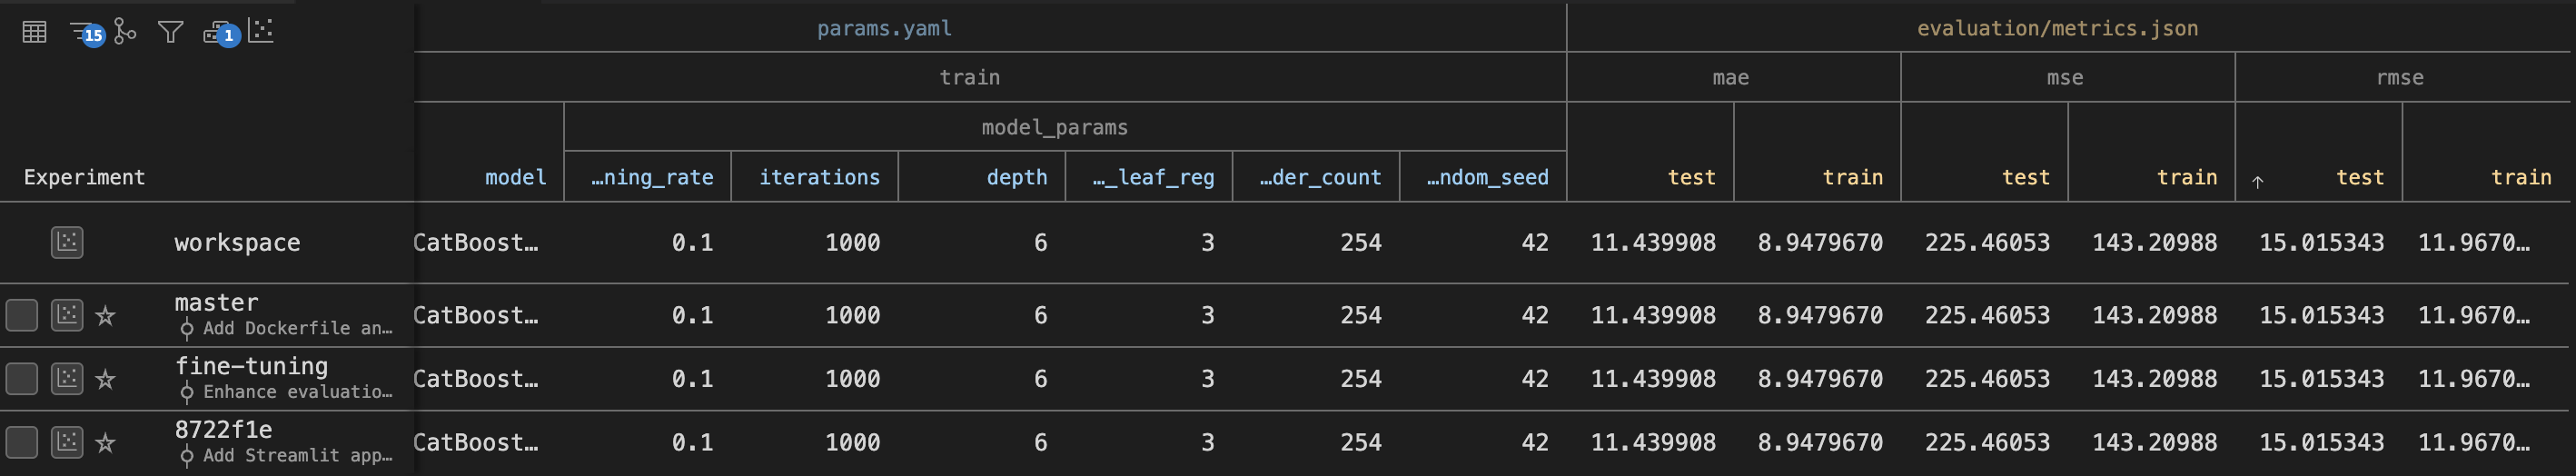 15 1
params.yaml evaluation/metrics.json
train mae mse rmse
model_params
Experiment model …ning_rate iterations depth …_leaf_reg …der_count …ndom_seed test train test train ↑ test train
workspace CatBoost… 0.1 1000 6 3 254 42 11.439908 8.9479670 225.46053 143.20988 15.015343 11.9670…
master CatBoost… 0.1 1000 6 3 254 42 11.439908 8.9479670 225.46053 143.20988 15.015343 11.9670…
Add Dockerfile an…
fine-tuning CatBoost… 0.1 1000 6 3 254 42 11.439908 8.9479670 225.46053 143.20988 15.015343 11.9670…
Enhance evaluatio…
8722f1e CatBoost… 0.1 1000 6 3 254 42 11.439908 8.9479670 225.46053 143.20988 15.015343 11.9670…
Add Streamlit app…